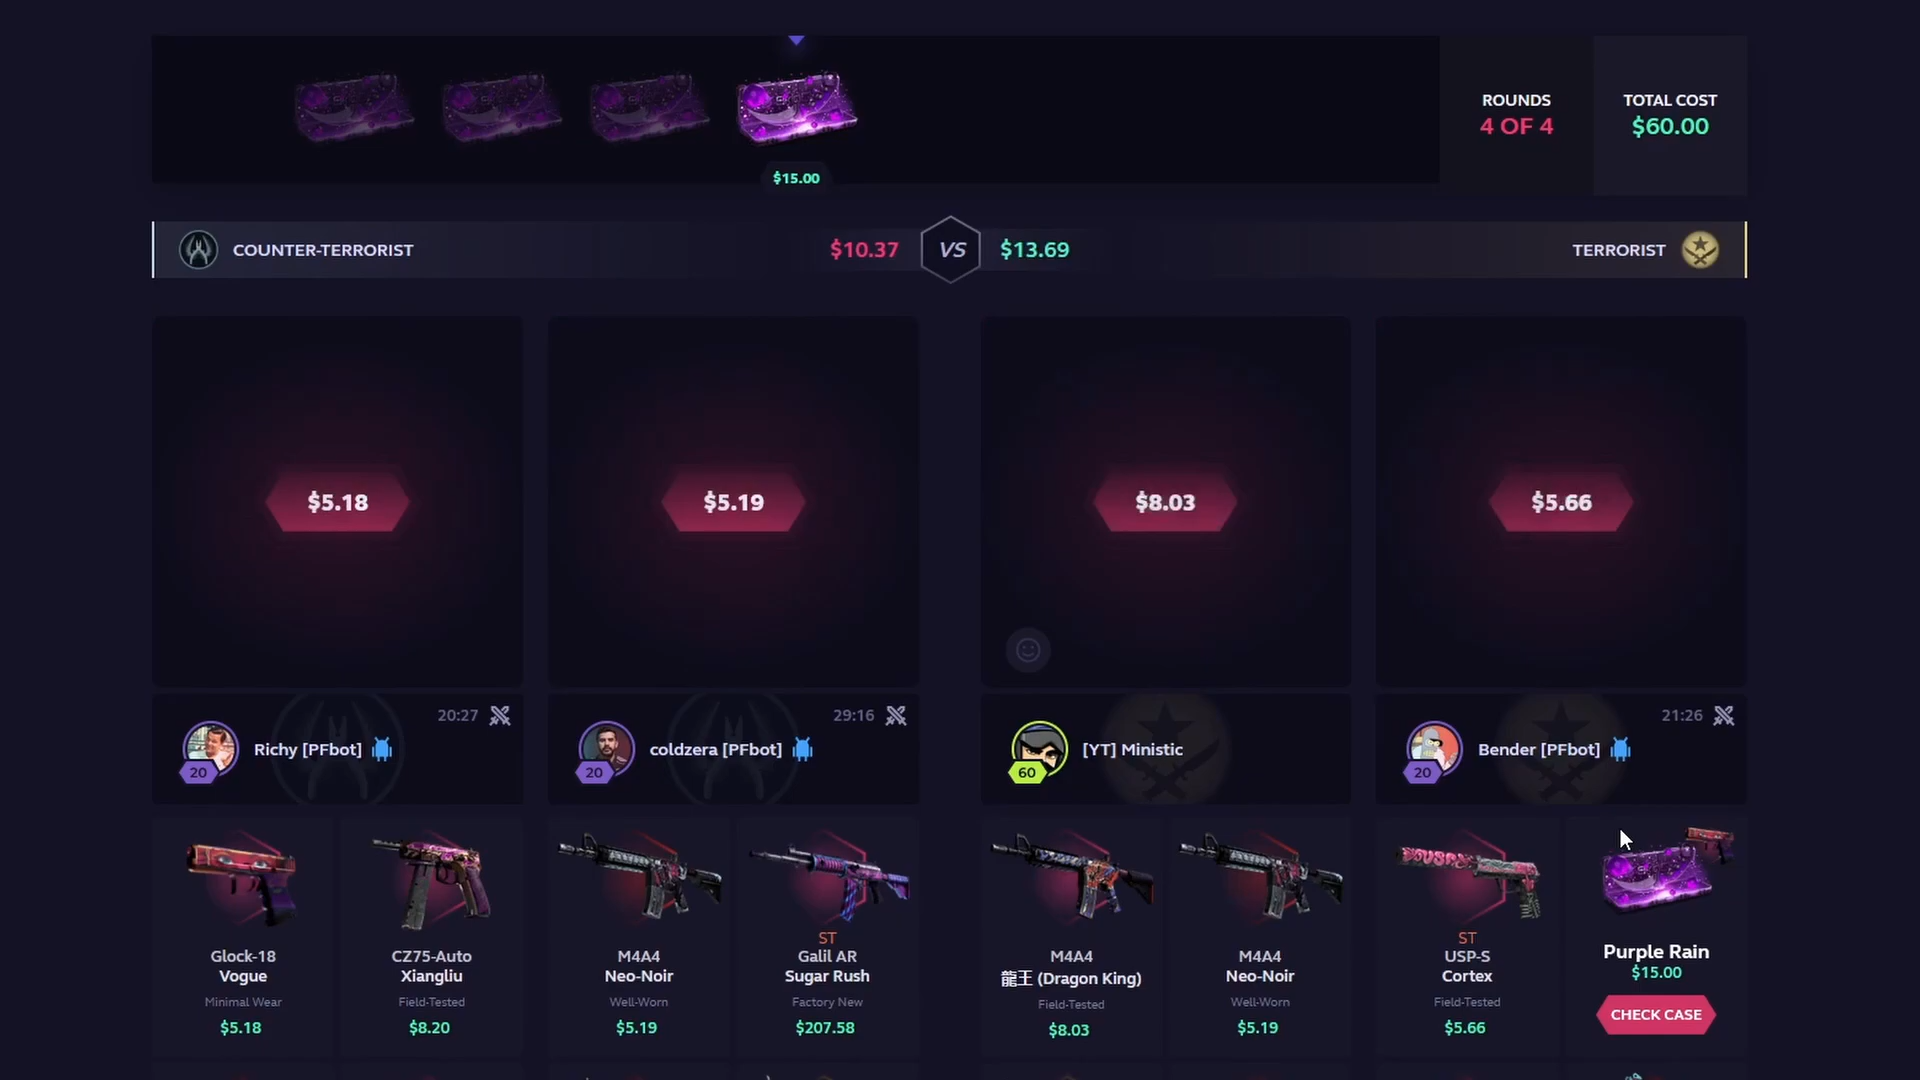 ROUNDS
4 OF 4
TOTAL COST
$60.00
$15.00
COUNTER-TERRORIST
$10.37
VS
$13.69
TERRORIST
$5.18
$5.19
$8.03
$5.66
20:27
Richy [PFbot]
20
29:16
coldzera [PFbot]
20
[YT] Ministic
60
21:26
Bender [PFbot]
20
Glock-18
Vogue
Minimal Wear
$5.18
CZ75-Auto
Xiangliu
Field-Tested
$8.20
M4A4
Neo-Noir
Well-Worn
$5.19
ST
Galil AR
Sugar Rush
Factory New
$207.58
M4A4
龍王 (Dragon King)
Field-Tested
$8.03
M4A4
Neo-Noir
Well-Worn
$5.19
ST
USP-S
Cortex
Field-Tested
$5.66
Purple Rain
$15.00
CHECK CASE